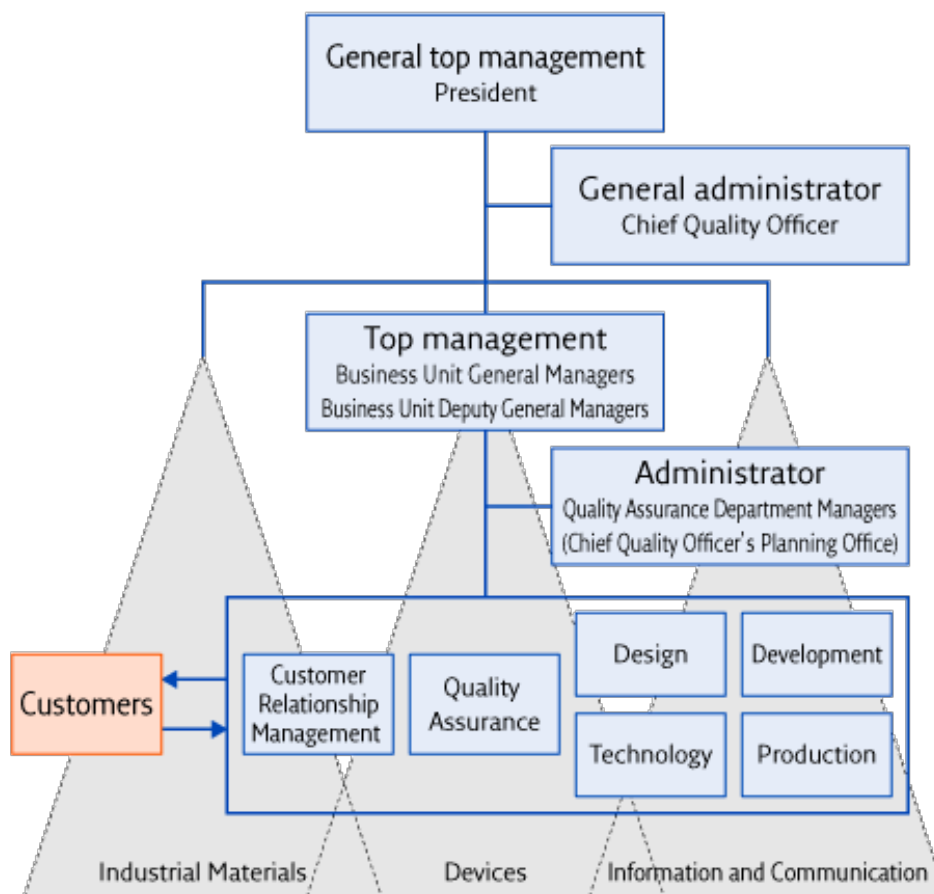 General top management
President
General administrator
Chief Quality Officer
Top management
Business Unit General Managers
Business Unit Deputy General Managers
Administrator
Quality Assurance Department Managers
(Chief Quality Officer's Planning Office)
Customers
Customer
Relationship
Management
Quality
Assurance
Design
Development
Technology
Production
Industrial Materials
Devices
Information and Communication